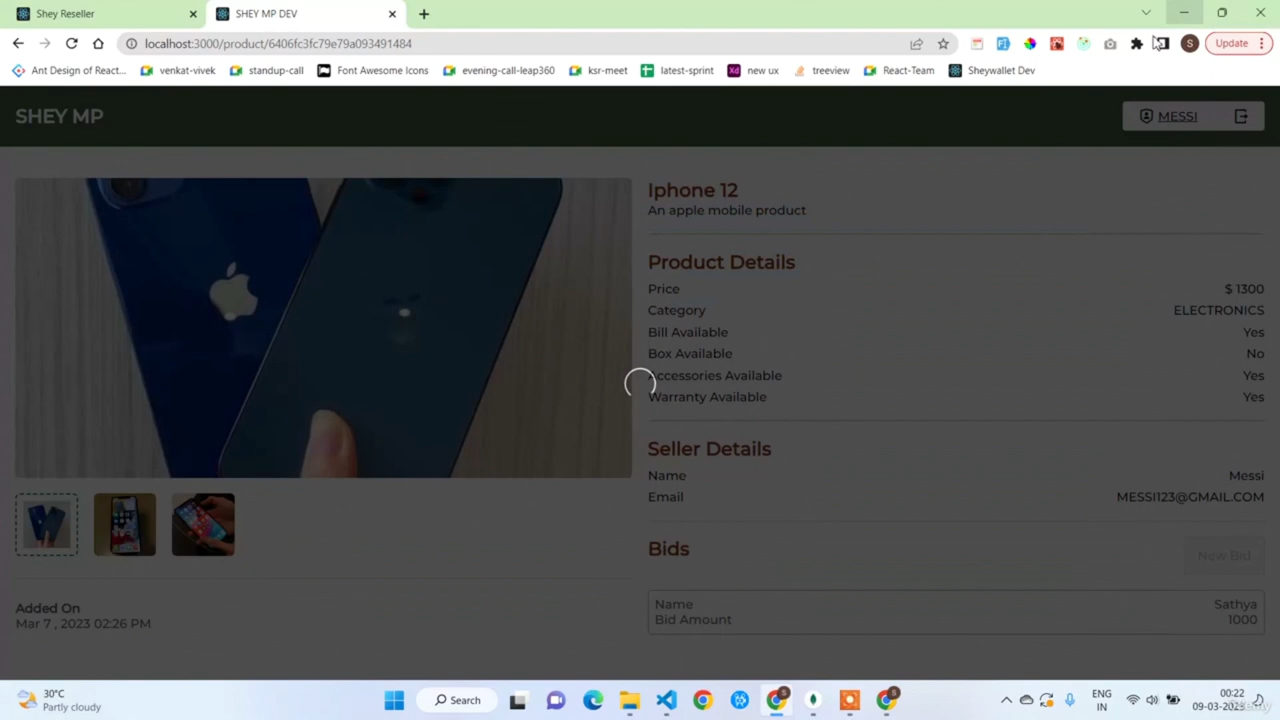 Shey Reseller
SHEY MP DEV
localhost:3000/product/6406fc3fc79e79a093491484
S
Update
Ant Design of React...
venkat-vivek
standup-call
Font Awesome Icons
evening-call-leap360
ksr-meet
latest-sprint
Xd new ux
treeview
React-Team
Sheywallet Dev
SHEY MP
MESSI
Iphone 12
An apple mobile product
Product Details
Price $ 1300
Category ELECTRONICS
Bill Available Yes
Box Available No
Accessories Available Yes
Warranty Available Yes
Seller Details
Name Messi
Email MESSI123@GMAIL.COM
Bids
New Bid
Name Sathya
Bid Amount 1000
Added On
Mar 7 , 2023 02:26 PM
30°C
Partly cloudy
Search
ENG
IN
00:22
09-03-2023